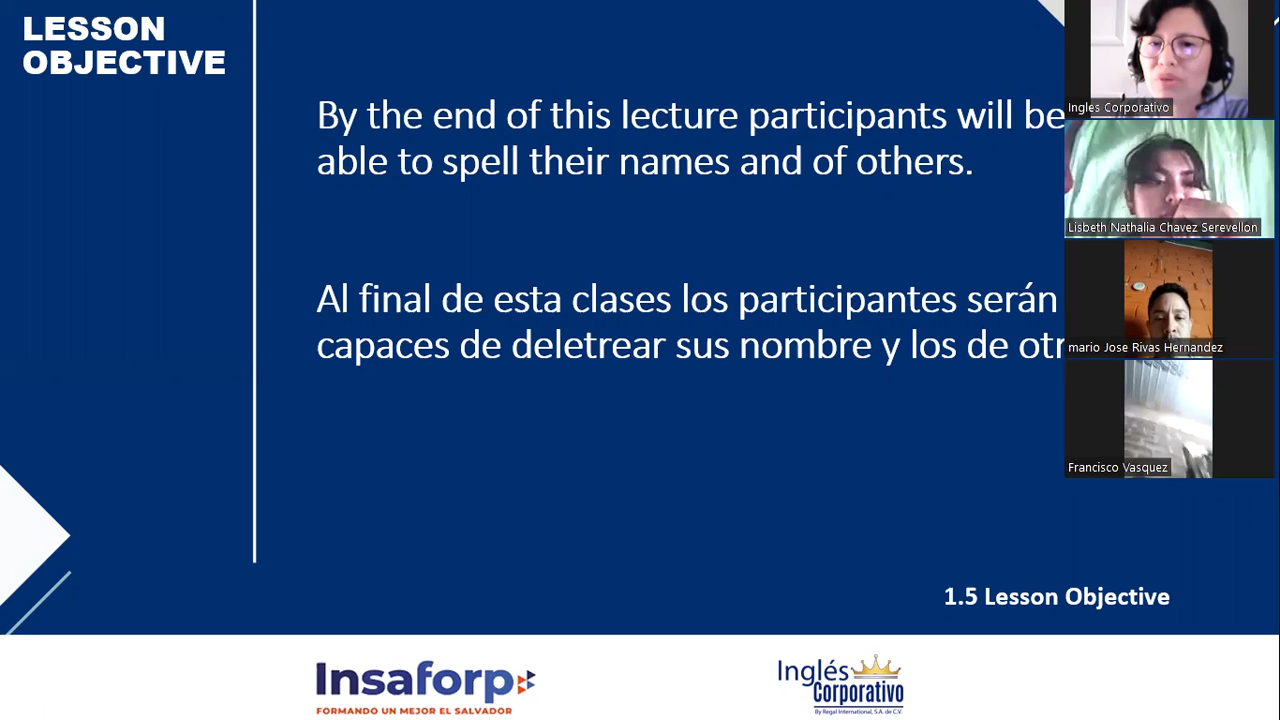 LESSON
OBJECTIVE
By the end of this lecture participants will be
able to spell their names and of others.
Al final de esta clases los participantes serán
capaces de deletrear sus nombre y los de otr
1.5 Lesson Objective
Insaforp
FORMANDO UN MEJOR EL SALVADOR
Inglés
Corporativo
By Regal International, S.A. de C.V.
Ingles Corporativo
Lisbeth Nathalia Chavez Serevellon
mario Jose Rivas Hernandez
Francisco Vasquez